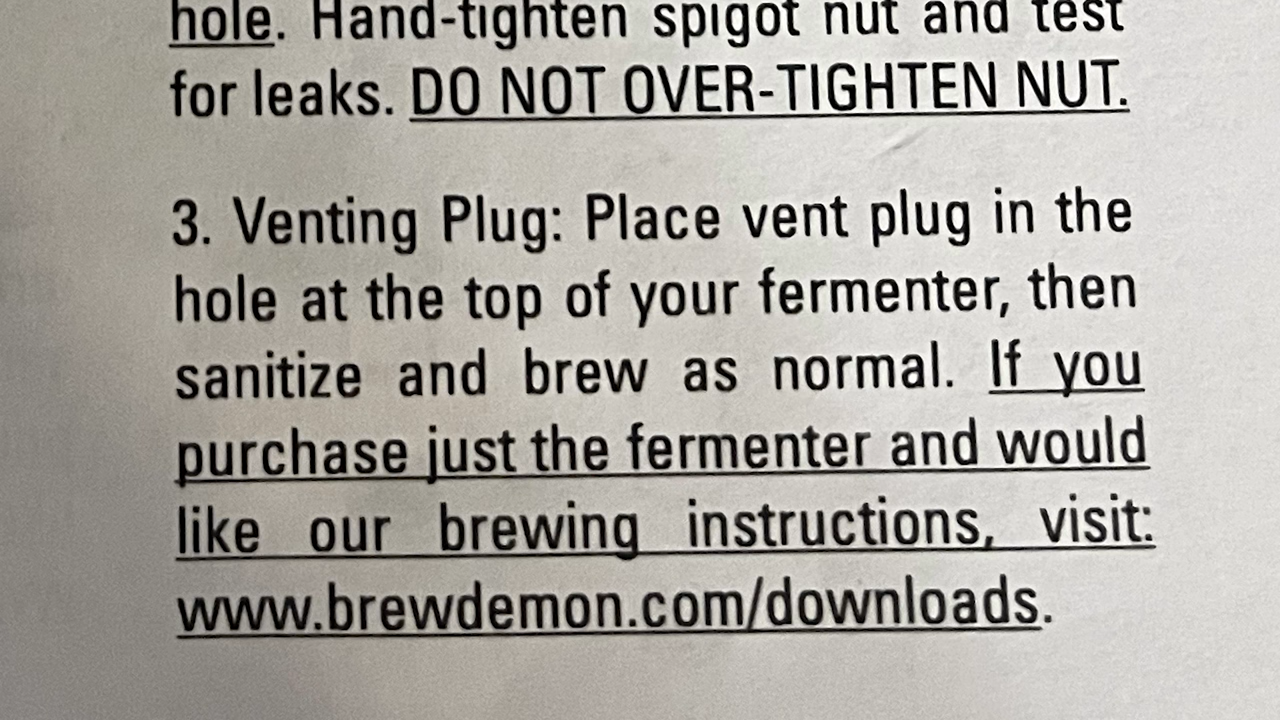 hole. Hand-tighten spigot nut and test
for leaks. DO NOT OVER-TIGHTEN NUT.
3. Venting Plug: Place vent plug in the
hole at the top of your fermenter, then
sanitize and brew as normal. If you
purchase just the fermenter and would
like our brewing instructions, visit:
www.brewdemon.com/downloads.